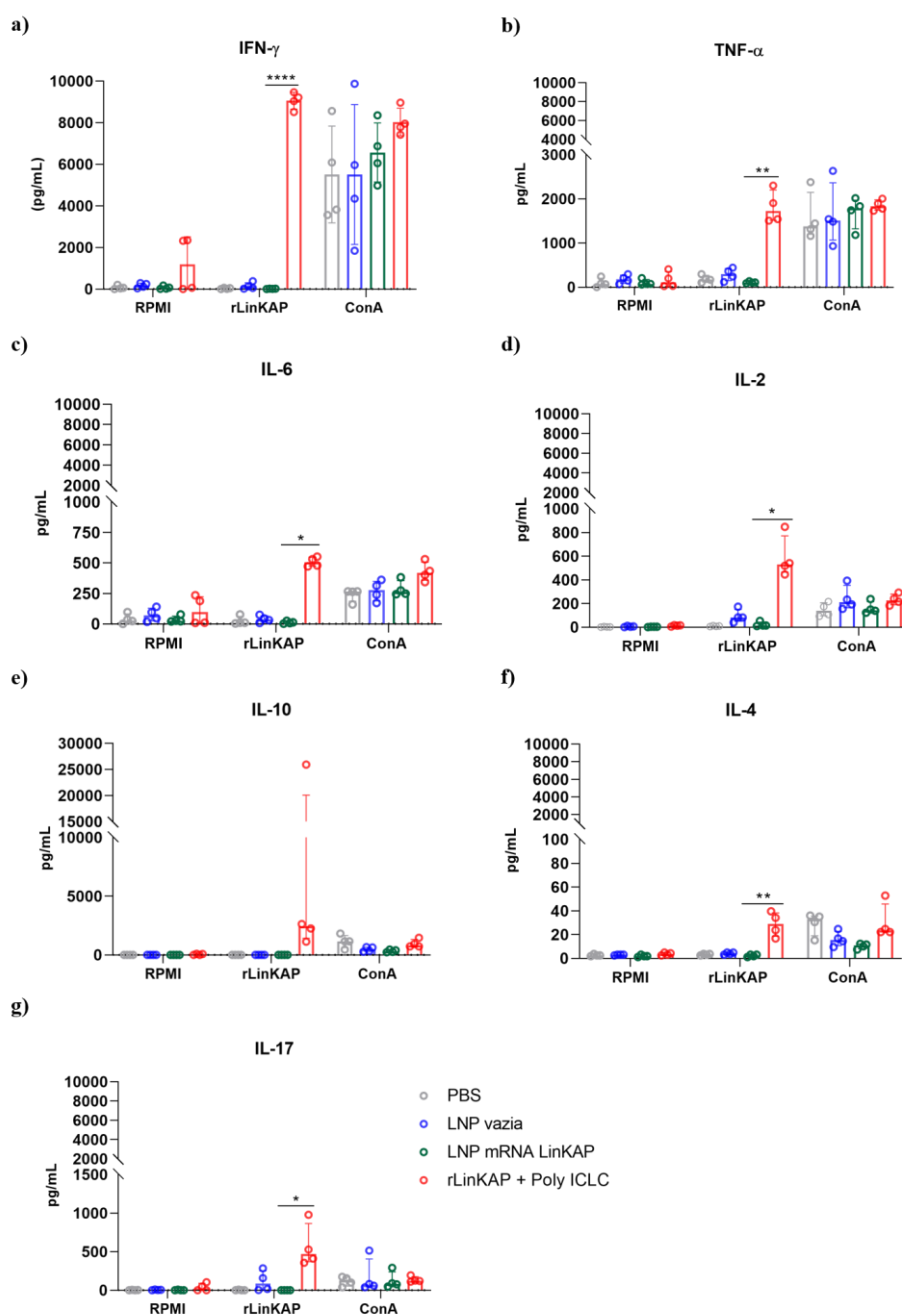 a)
IFN-γ
(pg/mL)
10000
8000
6000
4000
2000
0
****
RPMI rLinKAP ConA
b)
TNF-α
pg/mL
10000
8000
6000
4000
3000
2000
1000
0
**
RPMI rLinKAP ConA
c)
IL-6
pg/mL
10000
8000
6000
4000
2000
1000
750
500
250
0
*
RPMI rLinKAP ConA
d)
IL-2
pg/mL
10000
8000
6000
4000
2000
1000
800
600
400
200
0
*
RPMI rLinKAP ConA
e)
IL-10
pg/mL
30000
25000
20000
15000
10000
5000
0
RPMI rLinKAP ConA
f)
IL-4
pg/mL
10000
8000
6000
4000
2000
100
80
60
40
20
0
**
RPMI rLinKAP ConA
g)
IL-17
pg/mL
10000
8000
6000
4000
2000
1500
1000
500
0
*
RPMI rLinKAP ConA
PBS
LNP vazia
LNP mRNA LinKAP
rLinKAP + Poly ICLC